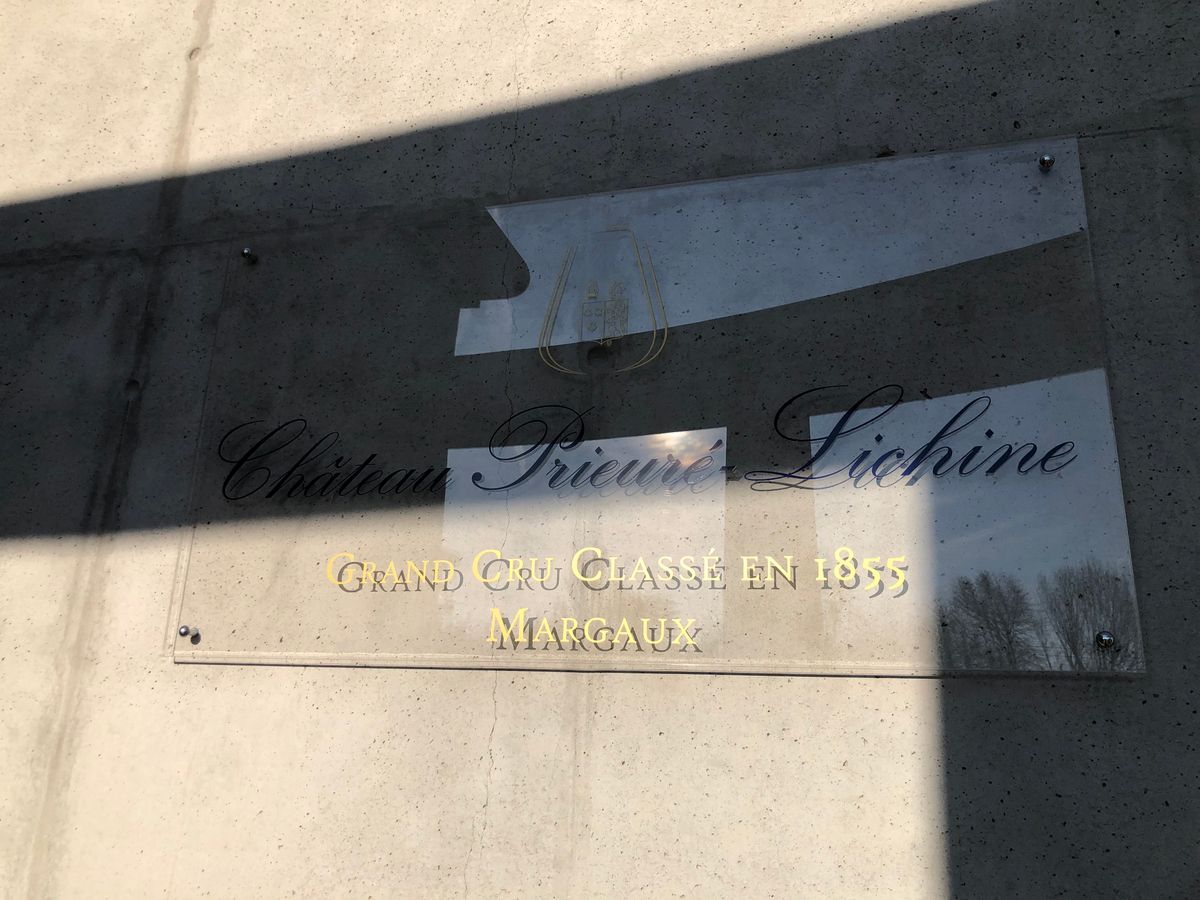 Château Prieuré-Lichine
Grand Cru Classé en 1855
Margaux